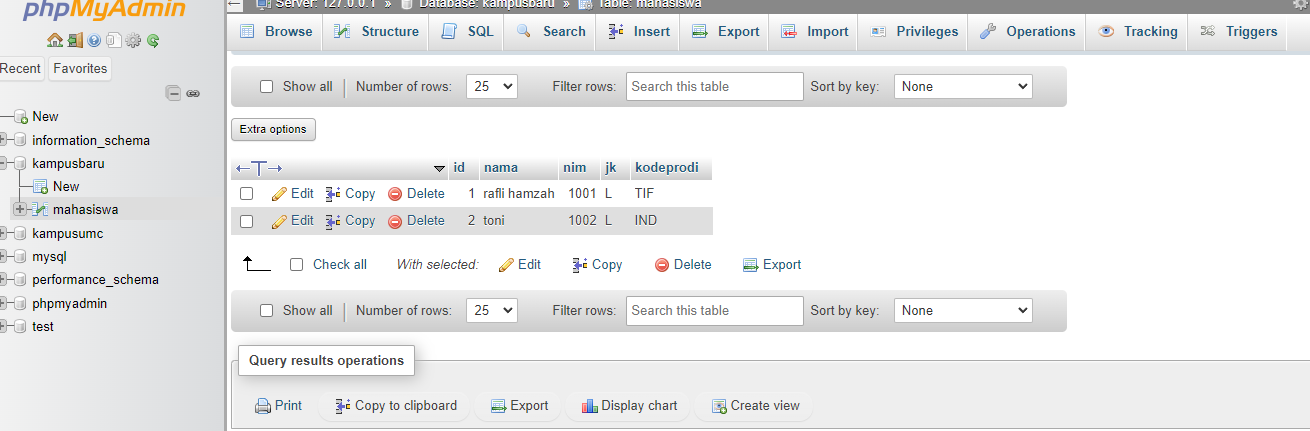 phpMyAdmin
Server: 127.0.0.1 » Database: kampusbaru » Table: mahasiswa
Browse Structure SQL Search Insert Export Import Privileges Operations Tracking Triggers
Recent Favorites
New
information_schema
kampusbaru
New
mahasiswa
kampusumc
mysql
performance_schema
phpmyadmin
test
Show all Number of rows: 25 Filter rows: Search this table Sort by key: None
Extra options
id nama nim jk kodeprodi
Edit Copy Delete 1 rafli hamzah 1001 L TIF
Edit Copy Delete 2 toni 1002 L IND
Check all With selected: Edit Copy Delete Export
Show all Number of rows: 25 Filter rows: Search this table Sort by key: None
Query results operations
Print Copy to clipboard Export Display chart Create view